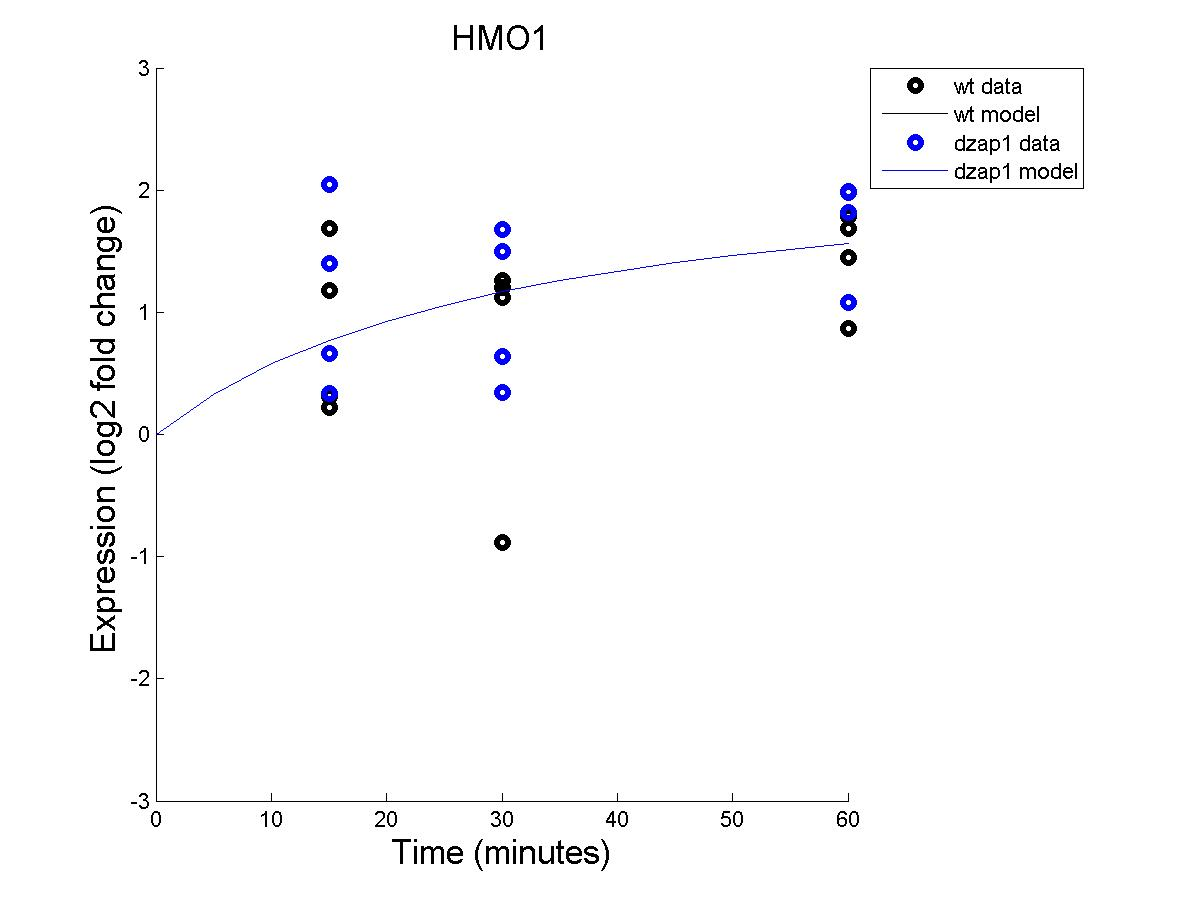 HMO1
wt data
wt model
dzap1 data
dzap1 model
Expression (log2 fold change)
3
2
1
0
-1
-2
-3
0 10 20 30 40 50 60
Time (minutes)